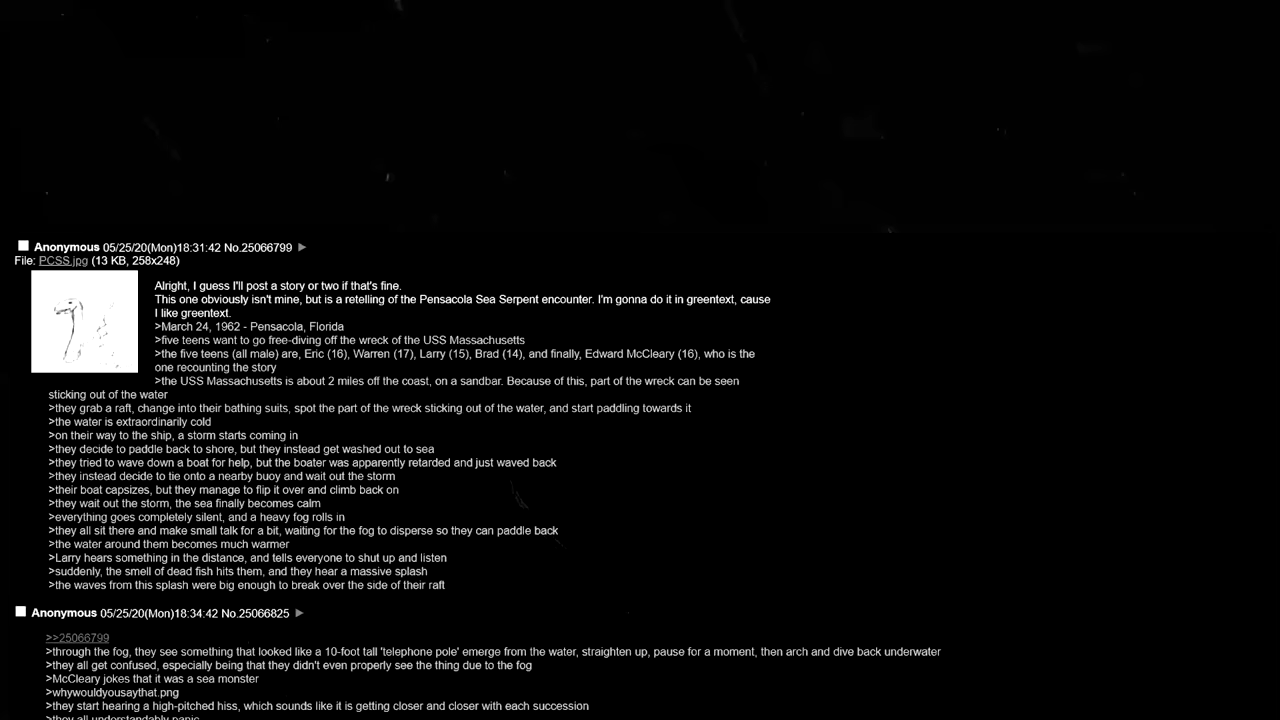 Anonymous 05/25/20(Mon)18:31:42 No.25066799
File: PCSS.jpg (13 KB, 258x248)
Alright, I guess I'll post a story or two if that's fine.
This one obviously isn't mine, but is a retelling of the Pensacola Sea Serpent encounter. I'm gonna do it in greentext, cause
I like greentext.
>March 24, 1962 - Pensacola, Florida
>five teens want to go free-diving off the wreck of the USS Massachusetts
>the five teens (all male) are, Eric (16), Warren (17), Larry (15), Brad (14), and finally, Edward McCleary (16), who is the
one recounting the story
>the USS Massachusetts is about 2 miles off the coast, on a sandbar. Because of this, part of the wreck can be seen
sticking out of the water
>they grab a raft, change into their bathing suits, spot the part of the wreck sticking out of the water, and start paddling towards it
>the water is extraordinarily cold
>on their way to the ship, a storm starts coming in
>they decide to paddle back to shore, but they instead get washed out to sea
>they tried to wave down a boat for help, but the boater was apparently retarded and just waved back
>they instead decide to tie onto a nearby buoy and wait out the storm
>their boat capsizes, but they manage to flip it over and climb back on
>they wait out the storm, the sea finally becomes calm
>everything goes completely silent, and a heavy fog rolls in
>they all sit there and make small talk for a bit, waiting for the fog to disperse so they can paddle back
>the water around them becomes much warmer
>Larry hears something in the distance, and tells everyone to shut up and listen
>suddenly, the smell of dead fish hits them, and they hear a massive splash
>the waves from this splash were big enough to break over the side of their raft
Anonymous 05/25/20(Mon)18:34:42 No.25066825
>>25066799
>through the fog, they see something that looked like a 10-foot tall 'telephone pole' emerge from the water, straighten up, pause for a moment, then arch and dive back underwater
>they all get confused, especially being that they didn't even properly see the thing due to the fog
>McCleary jokes that it was a sea monster
>whywouldyousaythat.png
>they start hearing a high-pitched hiss, which sounds like it is getting closer and closer with each succession
>they all understandably panic